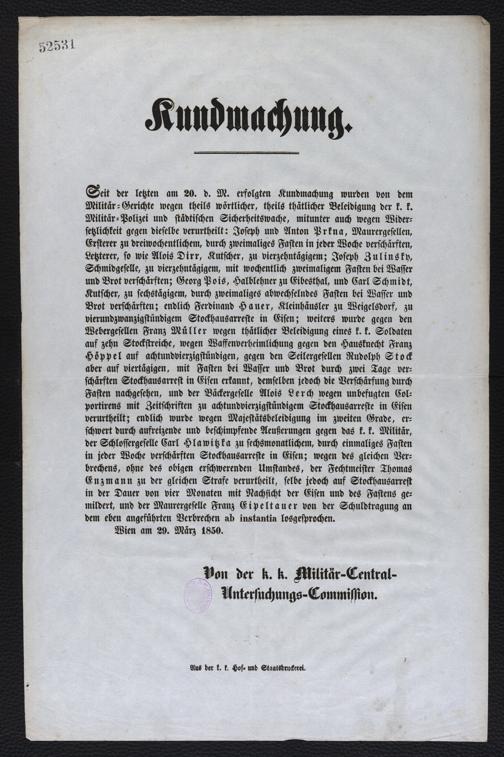 52531
Kundmachung.
Seit der letzten am 20. d. M. erfolgten Kundmachung wurden von dem
Militär-Gerichte wegen theils wörtlicher, theils thätlicher Beleidigung der k. k.
Militär-Polizei und städtischen Sicherheitswache, mitunter auch wegen Wider-
setzlichkeit gegen dieselbe verurtheilt: Joseph und Anton Prkna, Maurergesellen,
Ersterer zu dreiwochentlichem, durch zweimaliges Fasten in jeder Woche verschärften,
Letzterer, so wie Alois Dirr, Kutscher, zu vierzehntägigem; Joseph Zulinsky,
Schmidgeselle, zu vierzehntägigem, mit wochentlich zweimaligem Fasten bei Wasser
und Brot verschärften; Georg Pois, Halblehner zu Eibesthal, und Carl Schmidt,
Kutscher, zu sechstägigem, durch zweimaliges abwechselndes Fasten bei Wasser und
Brot verschärften; endlich Ferdinand Hauer, Kleinhäusler zu Weigelsdorf, zu
vierundzwanzigstündigem Stockhausarreste in Eisen; weiters wurde gegen den
Webergesellen Franz Müller wegen thätlicher Beleidigung eines k. k. Soldaten
auf zehn Stockstreiche, wegen Waffenverheimlichung gegen den Hausknecht Franz
Höppel auf achtundvierzigstündigen, gegen den Seilergesellen Rudolph Stock
aber auf viertägigen, mit Fasten bei Wasser und Brot durch zwei Tage ver-
schärften Stockhausarrest in Eisen erkannt, demselben jedoch die Verschärfung durch
Fasten nachgesehen, und der Bäckergeselle Alois Lerch wegen unbefugten Col-
portirens mit Zeitschriften zu achtundvierzigstündigem Stockhausarreste in Eisen
verurtheilt; endlich wurde wegen Majestätsbeleidigung im zweiten Grade, er-
schwert durch aufreizende und beschimpfende Aeußerungen gegen das k. k. Militär,
der Schlossergeselle Carl Hlawitzka zu sechsmonatlichem, durch einmaliges Fasten
in jeder Woche verschärften Stockhausarreste in Eisen; wegen des gleichen Ver-
brechens, ohne des obigen erschwerenden Umstandes, der Fechtmeister Thomas
Enzmann zu der gleichen Strafe verurtheilt, selbe jedoch auf Stockhausarrest
in der Dauer von vier Monaten mit Nachsicht der Eisen und des Fastens ge-
mildert, und der Maurergeselle Franz Eipeltauer von der Schuldtragung an
dem eben angeführten Verbrechen ab instantia losgesprochen.
Wien am 29. März 1850.
Von der k. k. Militär-Central-
Untersuchungs-Commission.
Aus der k. k. Hof- und Staatsdruckerei.